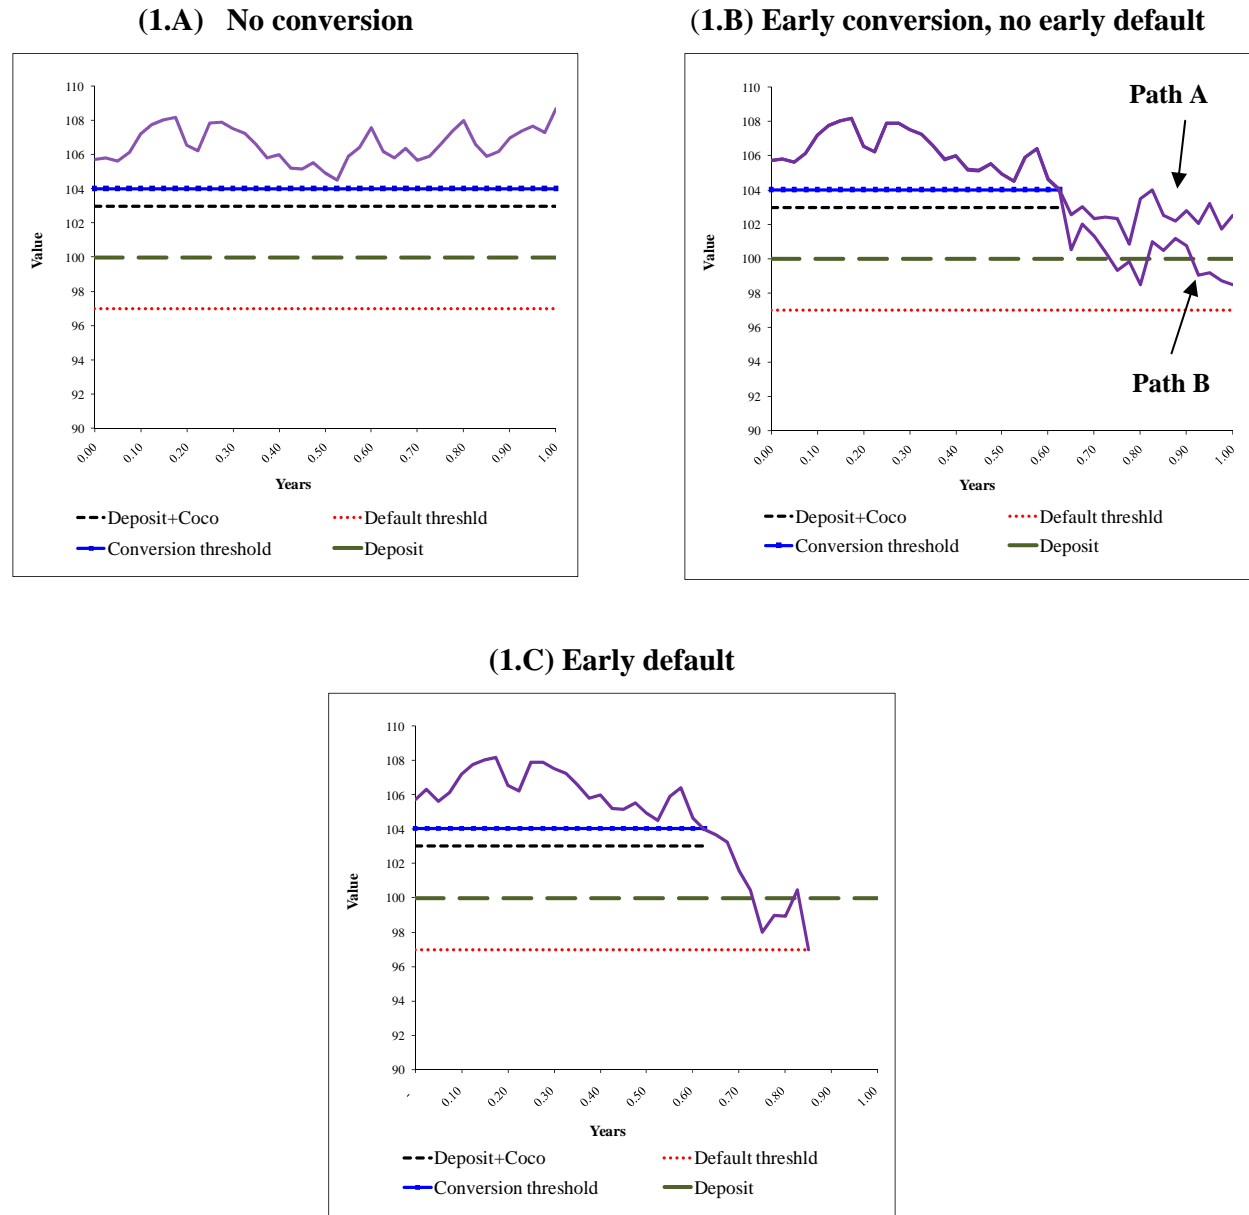 (1.A) No conversion
110
108
106
104
102
100
98
96
94
92
90
Value
0.00 0.10 0.20 0.30 0.40 0.50 0.60 0.70 0.80 0.90 1.00
Years
Deposit+Coco Default threshld
Conversion threshold Deposit
(1.B) Early conversion, no early default
110
108
106
104
102
100
98
96
94
92
90
Value
Path A
Path B
0.00 0.10 0.20 0.30 0.40 0.50 0.60 0.70 0.80 0.90 1.00
Years
Deposit+Coco Default threshld
Conversion threshold Deposit
(1.C) Early default
110
108
106
104
102
100
98
96
94
92
90
Value
- 0.10 0.20 0.30 0.40 0.50 0.60 0.70 0.80 0.90 1.00
Years
Deposit+Coco Default threshld
Conversion threshold Deposit